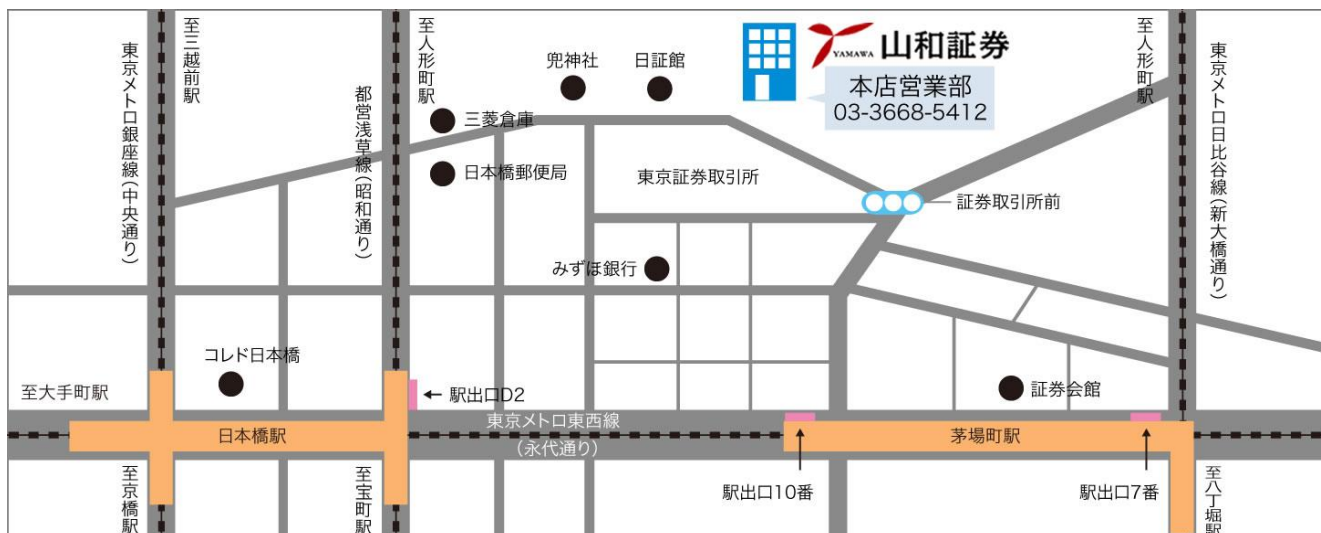 至三越前駅
東京メトロ銀座線(中央通り)
至人形町駅
都営浅草線(昭和通り)
兜神社
日証館
三菱倉庫
日本橋郵便局
YAMAWA 山和証券
本店営業部
03-3668-5412
至人形町駅
東京メトロ日比谷線(新大橋通り)
東京証券取引所
証券取引所前
みずほ銀行
コレド日本橋
至大手町駅
駅出口D2
証券会館
日本橋駅
東京メトロ東西線
(永代通り)
茅場町駅
至京橋駅
至宝町駅
駅出口10番
駅出口7番
至八丁堀駅